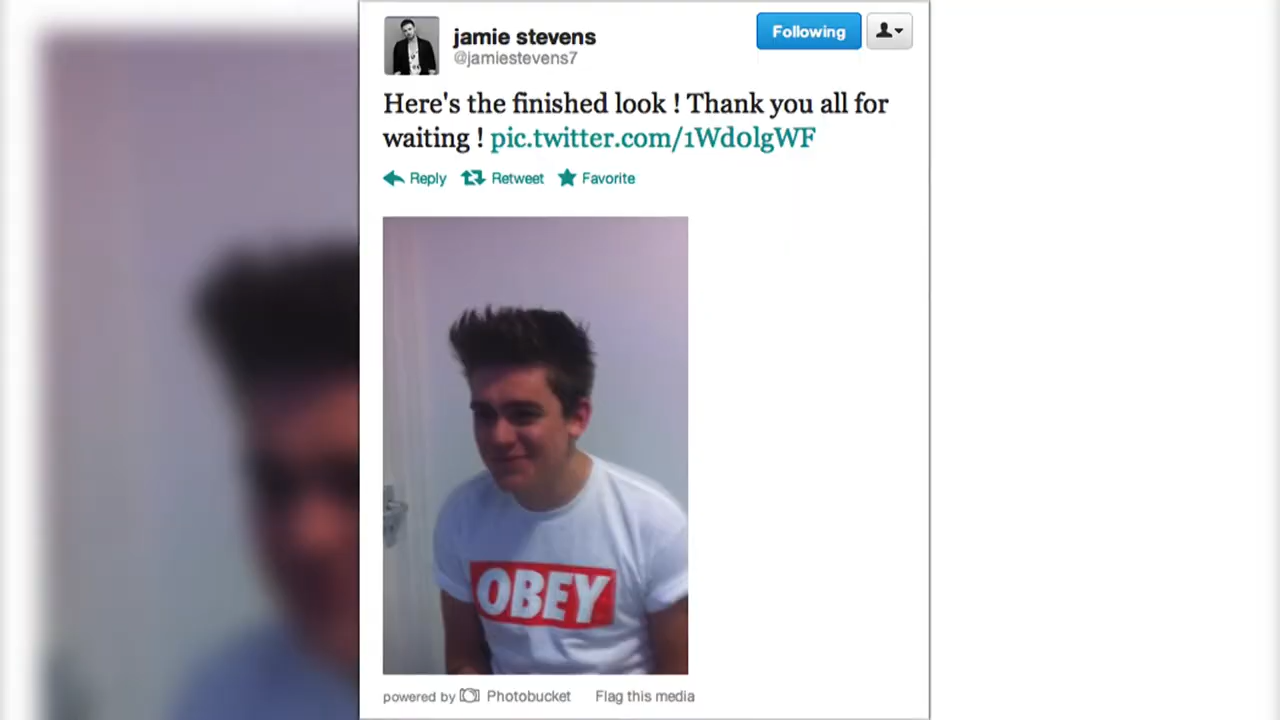 jamie stevens
@jamiestevens7
Following
Here's the finished look ! Thank you all for
waiting ! pic.twitter.com/1WdolgWF
Reply Retweet Favorite
OBEY
powered by Photobucket Flag this media